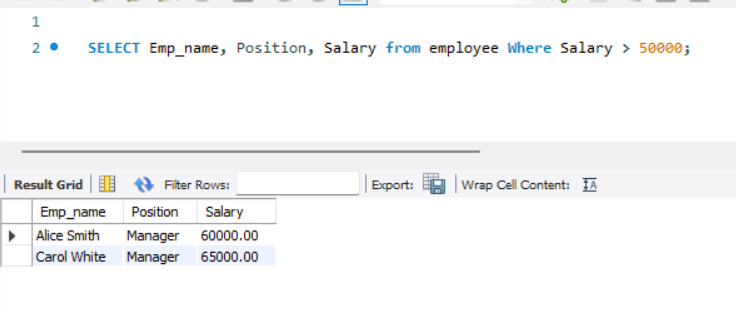 1
2 SELECT Emp_name, Position, Salary from employee Where Salary > 50000;
Result Grid Filter Rows: Export: Wrap Cell Content: IA
Emp_name Position Salary
Alice Smith Manager 60000.00
Carol White Manager 65000.00